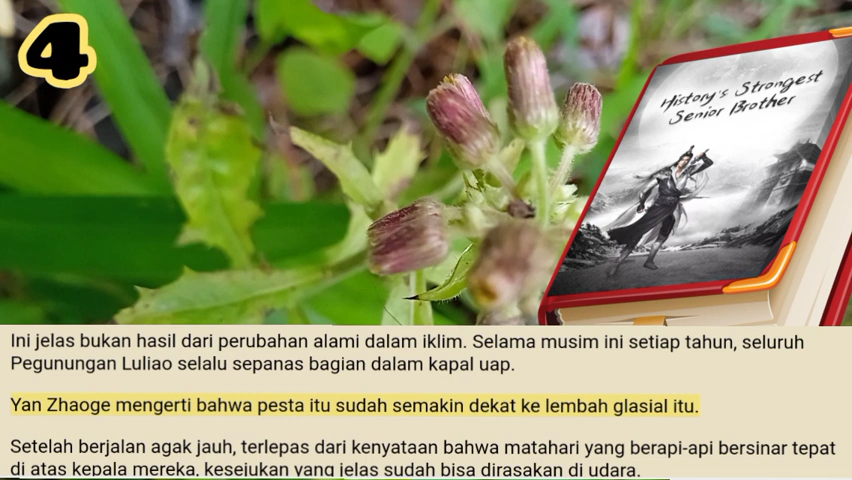 4
History's Strongest
Senior Brother
Ini jelas bukan hasil dari perubahan alami dalam iklim. Selama musim ini setiap tahun, seluruh
Pegunungan Luliao selalu sepanas bagian dalam kapal uap.
Yan Zhaoge mengerti bahwa pesta itu sudah semakin dekat ke lembah glasial itu.
Setelah berjalan agak jauh, terlepas dari kenyataan bahwa matahari yang berapi-api bersinar tepat
di atas kepala mereka, kesejukan yang jelas sudah bisa dirasakan di udara.